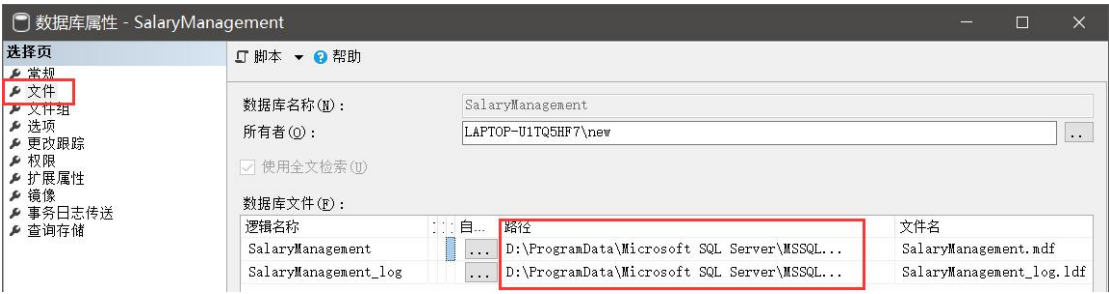 数据库属性 - SalaryManagement
选择页
常规
文件
文件组
选项
更改跟踪
权限
扩展属性
镜像
事务日志传送
查询存储
脚本 帮助
数据库名称(N)： SalaryManagement
所有者(O)： LAPTOP-U1TQ5HF7\new ..
使用全文检索(U)
数据库文件(F)：
逻辑名称 自... 路径 文件名
SalaryManagement ... D:\ProgramData\Microsoft SQL Server\MSSQL... SalaryManagement.mdf
SalaryManagement_log ... D:\ProgramData\Microsoft SQL Server\MSSQL... SalaryManagement_log.ldf